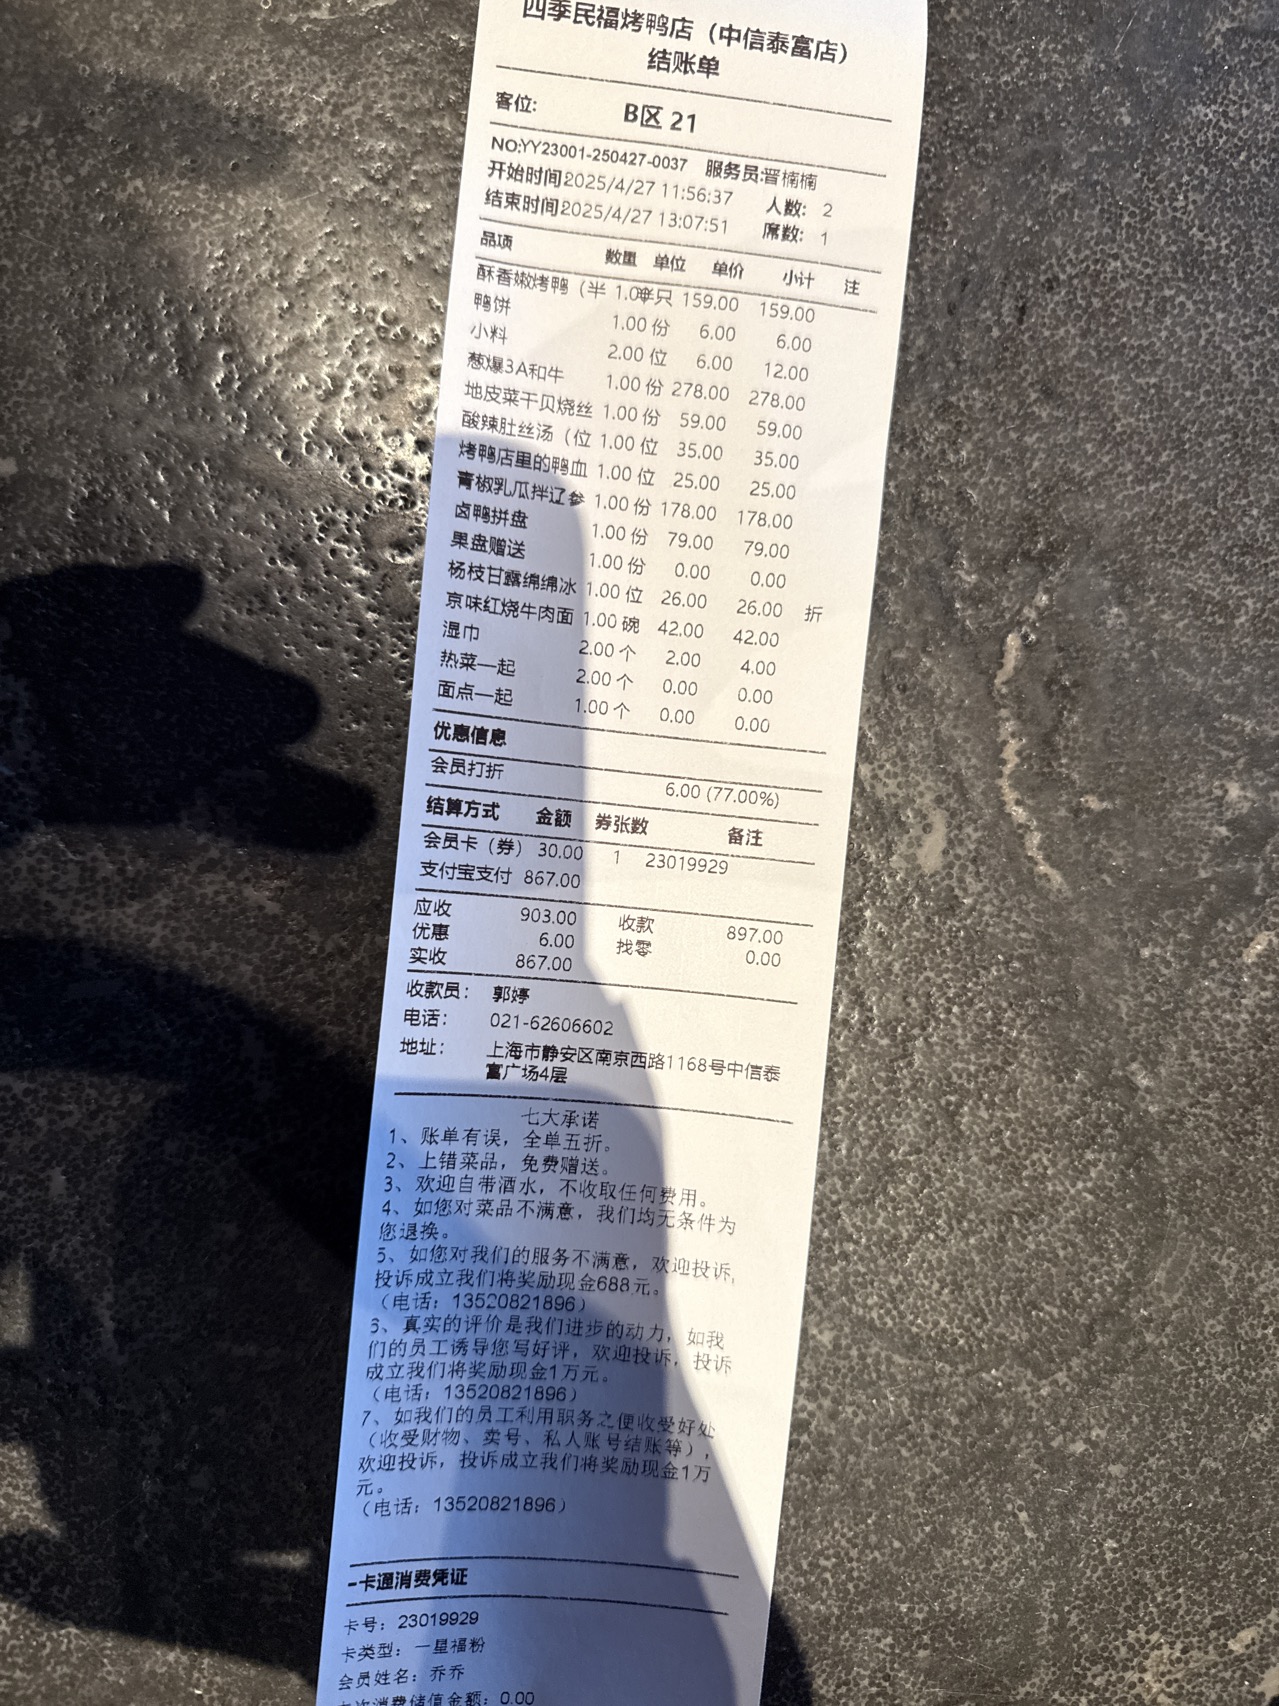 四季民福烤鸭店（中信泰富店）
结账单
客位: B区 21
NO:YY23001-250427-0037 服务员:晋楠楠
开始时间2025/4/27 11:56:37 人数: 2
结束时间2025/4/27 13:07:51 席数: 1
品项 数量 单位 单价 小计 注
酥香嫩烤鸭（半 1.00半只 159.00 159.00
鸭饼 1.00 份 6.00 6.00
小料 2.00 位 6.00 12.00
葱爆3A和牛 1.00 份 278.00 278.00
地皮菜干贝烧丝 1.00 份 59.00 59.00
酸辣肚丝汤（位 1.00 位 35.00 35.00
烤鸭店里的鸭血 1.00 位 25.00 25.00
青椒乳瓜拌辽参 1.00 份 178.00 178.00
卤鸭拼盘 1.00 份 79.00 79.00
果盘赠送 1.00 份 0.00 0.00
杨枝甘露绵绵冰 1.00 位 26.00 26.00 折
京味红烧牛肉面 1.00 碗 42.00 42.00
湿巾 2.00 个 2.00 4.00
热菜一起 2.00 个 0.00 0.00
面点一起 1.00 个 0.00 0.00
优惠信息
会员打折 6.00 (77.00%)
结算方式 金额 券张数 备注
会员卡（券） 30.00 1 23019929
支付宝支付 867.00
应收 903.00 收款 897.00
优惠 6.00 找零 0.00
实收 867.00
收款员： 郭婷
电话： 021-62606602
地址： 上海市静安区南京西路1168号中信泰
富广场4层
七大承诺
1、账单有误，全单五折。
2、上错菜品，免费赠送。
3、欢迎自带酒水，不收取任何费用。
4、如您对菜品不满意，我们均无条件为
您退换。
5、如您对我们的服务不满意，欢迎投诉，
投诉成立我们将奖励现金688元。
（电话：13520821896）
6、真实的评价是我们进步的动力，如我
们的员工诱导您写好评，欢迎投诉，投诉
成立我们将奖励现金1万元。
（电话：13520821896）
7、如我们的员工利用职务之便收受好处
（收受财物、卖号、私人账号结账等），
欢迎投诉，投诉成立我们将奖励现金1万
元。
（电话：13520821896）
一卡通消费凭证
卡号：23019929
卡类型：一星福粉
会员姓名：乔乔
本次消费储值金额：0.00